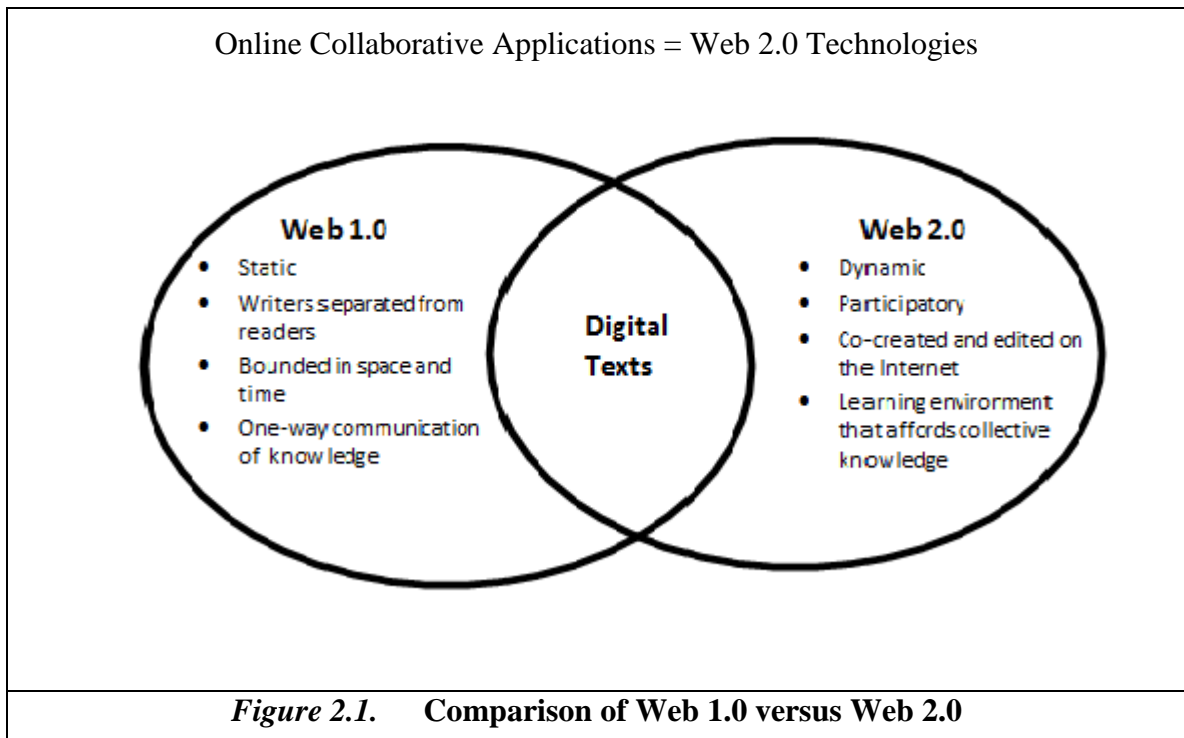 Online Collaborative Applications = Web 2.0 Technologies
Web 1.0
• Static
• Writers separated from
readers
• Bounded in space and
time
• One-way communication
of knowledge
Digital
Texts
Web 2.0
• Dynamic
• Participatory
• Co-created and edited on
the Internet
• Learning environment
that affords collective
knowledge
Figure 2.1. Comparison of Web 1.0 versus Web 2.0